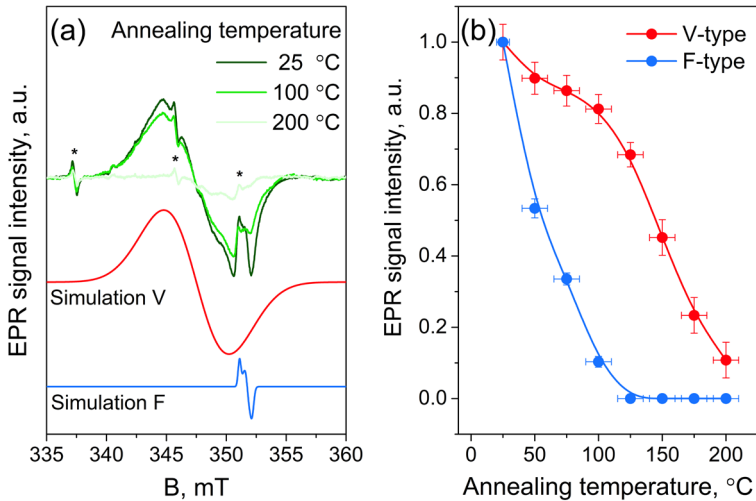 (a)
Annealing temperature
25 °C
100 °C
200 °C
*
*
*
Simulation V
Simulation F
EPR signal intensity, a.u.
335 340 345 350 355 360
B, mT
(b)
V-type
F-type
1.0
0.8
0.6
0.4
0.2
0.0
EPR signal intensity, a.u.
0 50 100 150 200
Annealing temperature, °C